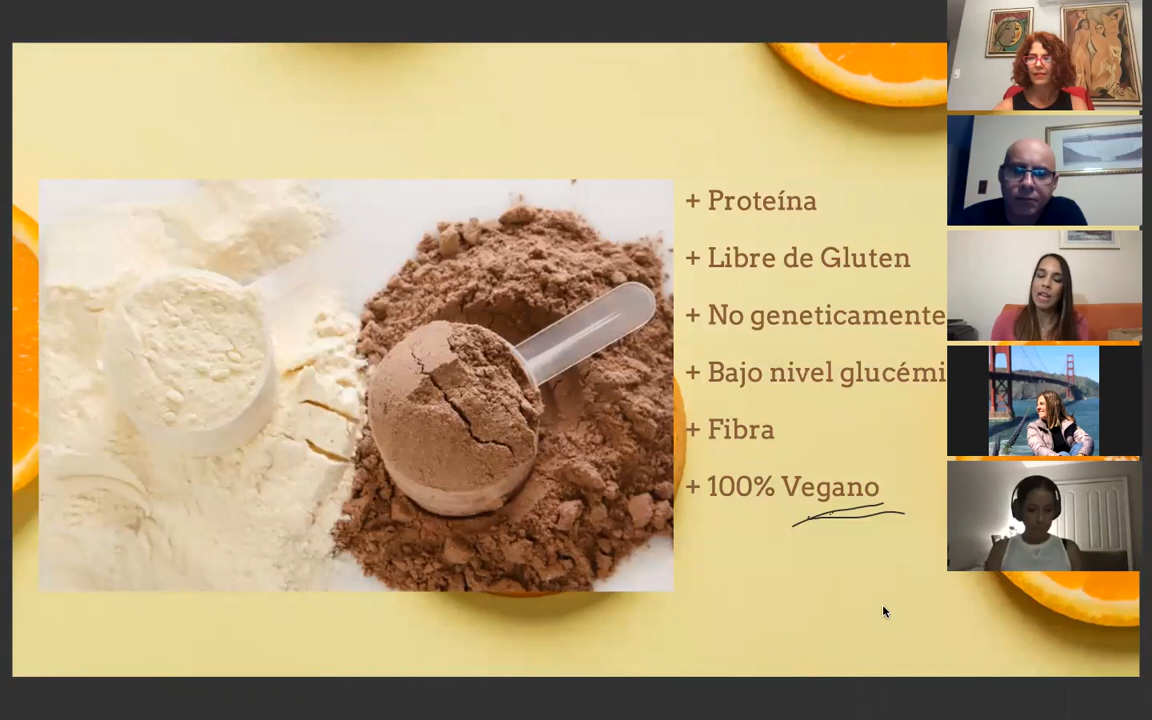 + Proteína
+ Libre de Gluten
+ No geneticamente
+ Bajo nivel glucémi
+ Fibra
+ 100% Vegano